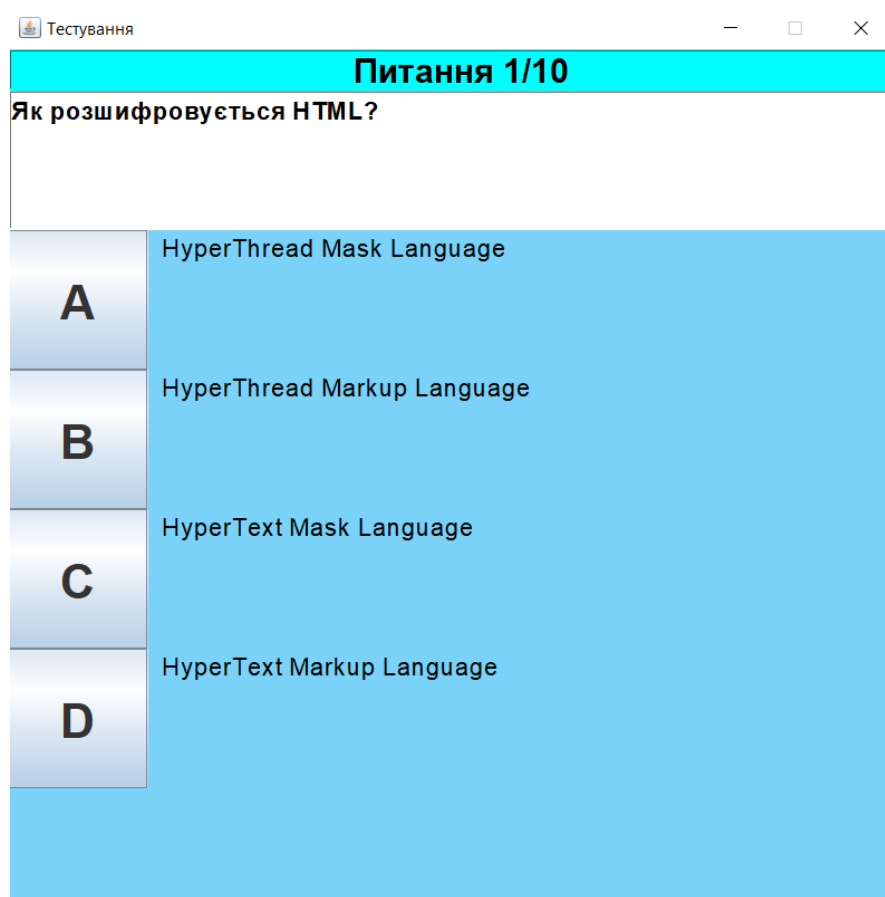 Тестування
Питання 1/10
Як розшифровується HTML?
A
HyperThread Mask Language
B
HyperThread Markup Language
C
HyperText Mask Language
D
HyperText Markup Language